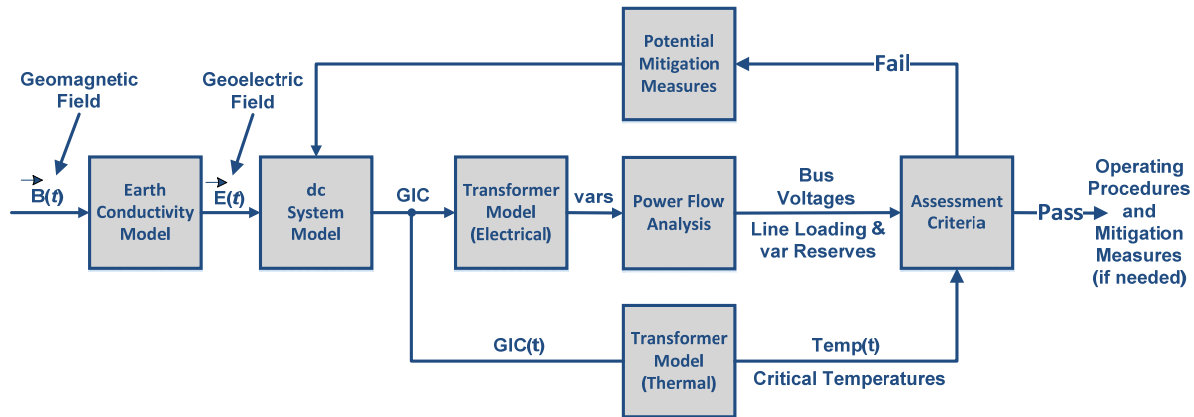 Potential
Mitigation
Measures
Fail
Geomagnetic
Field
Geoelectric
Field
B(t)
Earth
Conductivity
Model
E(t)
dc
System
Model
GIC
Transformer
Model
(Electrical)
vars
Power Flow
Analysis
Bus
Voltages
Line Loading &
var Reserves
Assessment
Criteria
Pass
Operating
Procedures
and
Mitigation
Measures
(if needed)
GIC(t)
Transformer
Model
(Thermal)
Temp(t)
Critical Temperatures